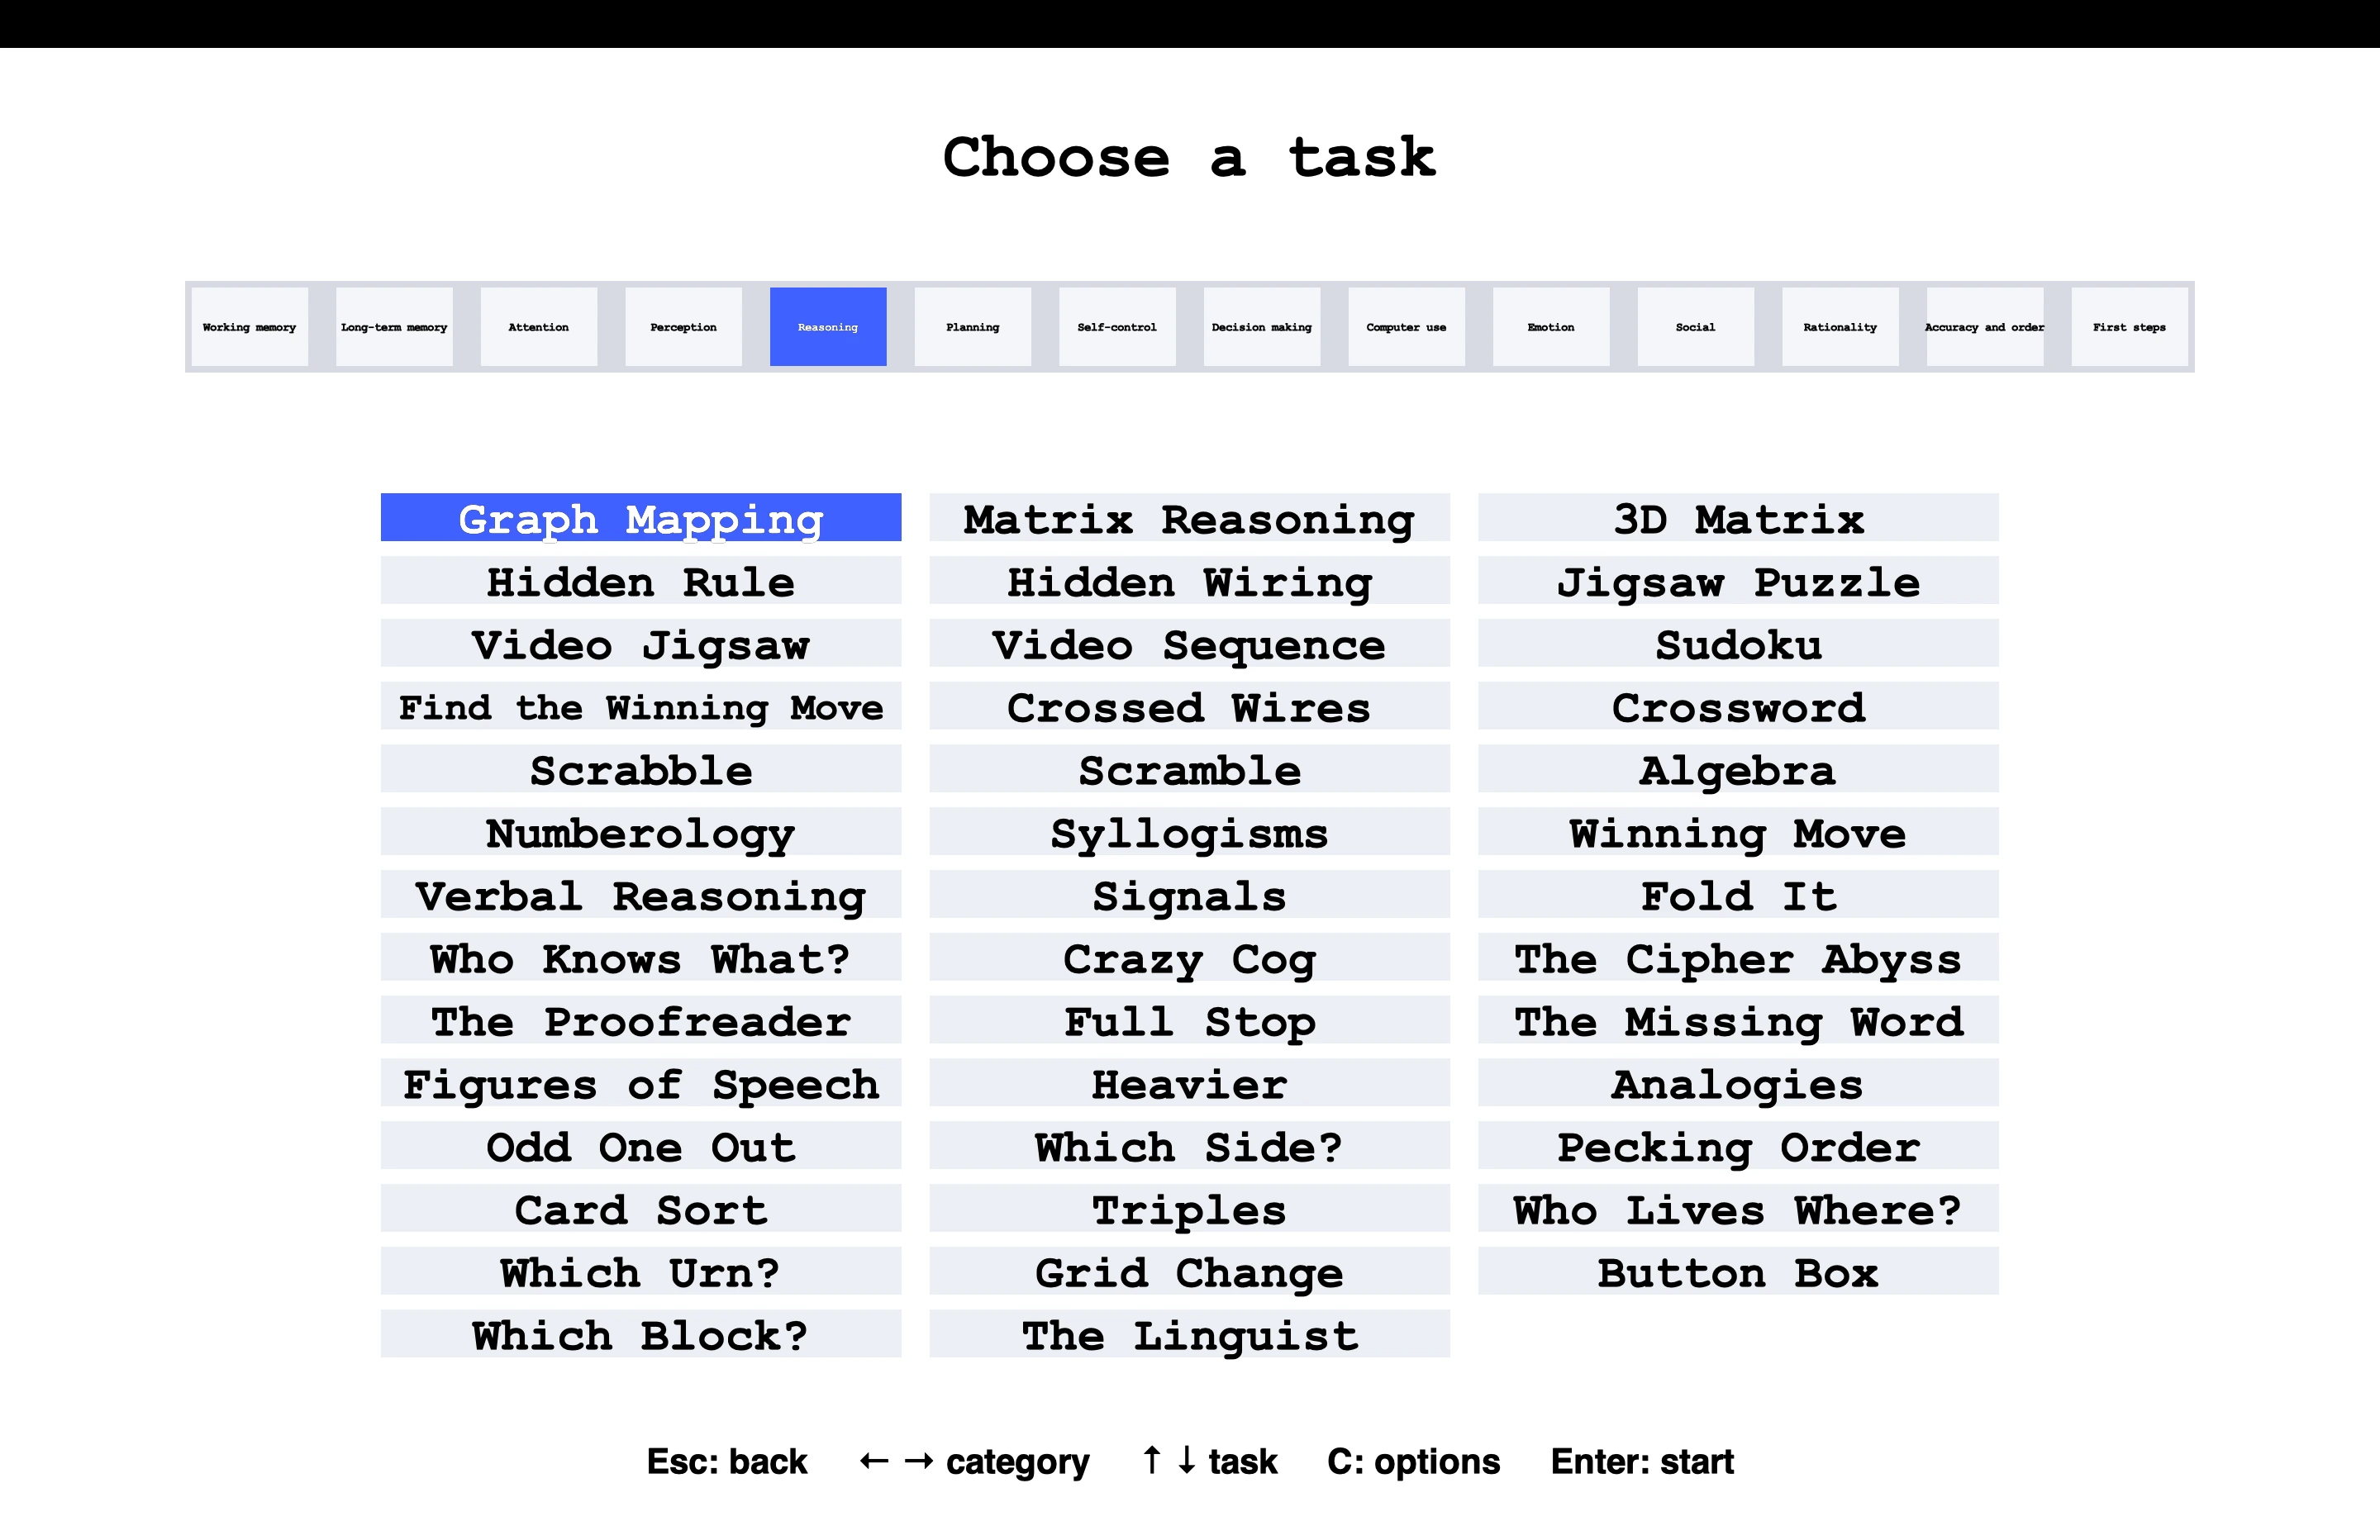 Choose a task
Working memory Long-term memory Attention Perception Reasoning Planning Self-control Decision making Computer use Emotion Social Rationality Accuracy and order First steps
Graph Mapping Matrix Reasoning 3D Matrix
Hidden Rule Hidden Wiring Jigsaw Puzzle
Video Jigsaw Video Sequence Sudoku
Find the Winning Move Crossed Wires Crossword
Scrabble Scramble Algebra
Numberology Syllogisms Winning Move
Verbal Reasoning Signals Fold It
Who Knows What? Crazy Cog The Cipher Abyss
The Proofreader Full Stop The Missing Word
Figures of Speech Heavier Analogies
Odd One Out Which Side? Pecking Order
Card Sort Triples Who Lives Where?
Which Urn? Grid Change Button Box
Which Block? The Linguist
Esc: back ← → category ↑ ↓ task C: options Enter: start